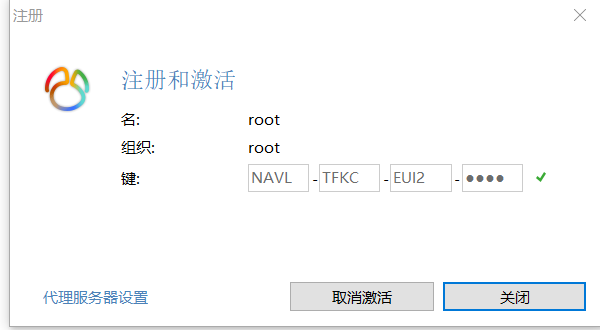 注册
注册和激活
名: root
组织: root
键: NAVL - TFKC - EUI2 - ●●●●
代理服务器设置 取消激活 关闭